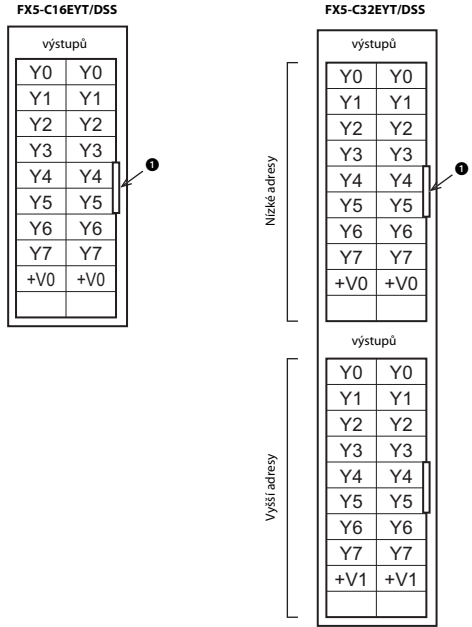 FX5-C16EYT/DSS
výstupů
Y0 Y0
Y1 Y1
Y2 Y2
Y3 Y3
Y4 Y4
Y5 Y5
Y6 Y6
Y7 Y7
+V0 +V0
❶
FX5-C32EYT/DSS
Nízké adresy
výstupů
Y0 Y0
Y1 Y1
Y2 Y2
Y3 Y3
Y4 Y4
Y5 Y5
Y6 Y6
Y7 Y7
+V0 +V0
❶
Vyšší adresy
výstupů
Y0 Y0
Y1 Y1
Y2 Y2
Y3 Y3
Y4 Y4
Y5 Y5
Y6 Y6
Y7 Y7
+V1 +V1